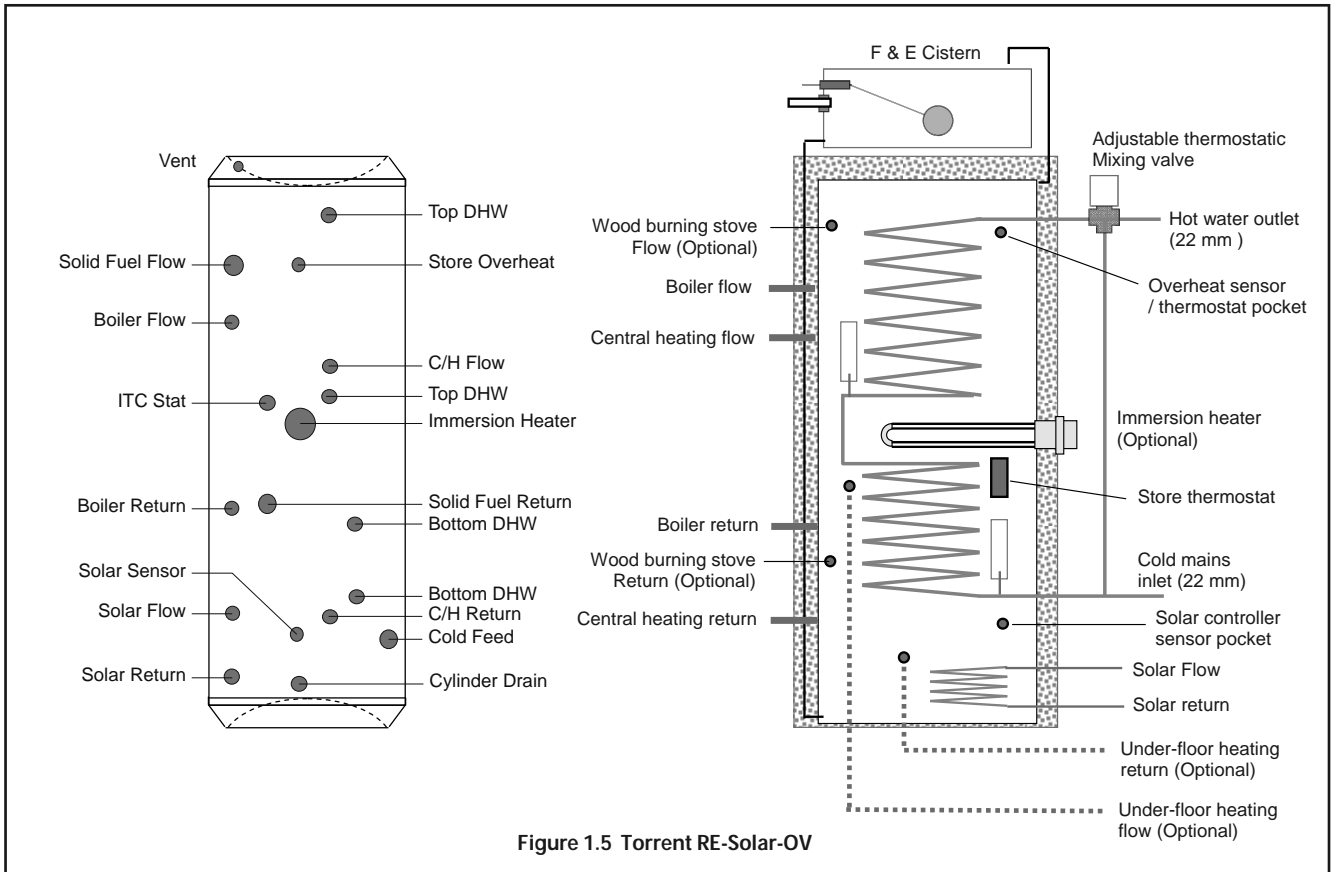 Vent
Top DHW
Solid Fuel Flow
Store Overheat
Boiler Flow
C/H Flow
Top DHW
ITC Stat
Immersion Heater
Boiler Return
Solid Fuel Return
Bottom DHW
Solar Sensor
Bottom DHW
Solar Flow
C/H Return
Cold Feed
Solar Return
Cylinder Drain
F & E Cistern
Adjustable thermostatic
Mixing valve
Wood burning stove
Flow (Optional)
Hot water outlet
(22 mm )
Boiler flow
Overheat sensor
/ thermostat pocket
Central heating flow
Immersion heater
(Optional)
Store thermostat
Boiler return
Wood burning stove
Return (Optional)
Cold mains
inlet (22 mm)
Central heating return
Solar controller
sensor pocket
Solar Flow
Solar return
Under-floor heating
return (Optional)
Under-floor heating
flow (Optional)
Figure 1.5 Torrent RE-Solar-OV